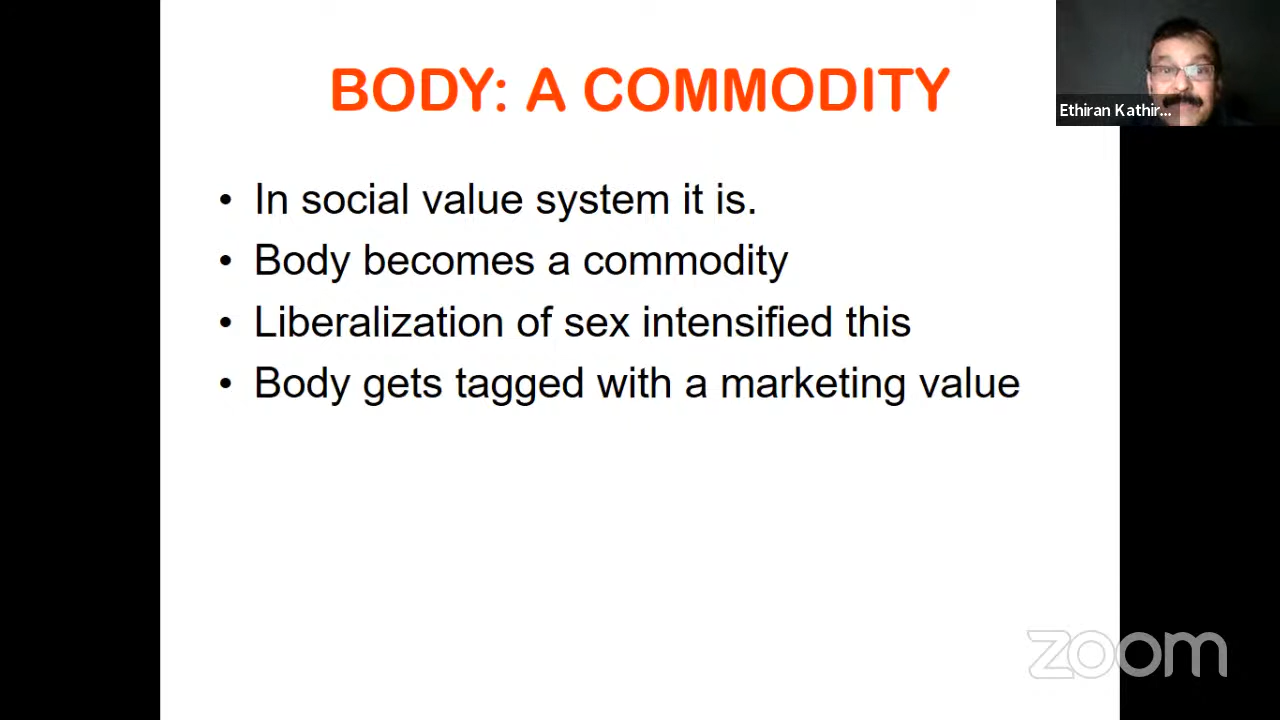 BODY: A COMMODITY
Ethiran Kathir...
• In social value system it is.
• Body becomes a commodity
• Liberalization of sex intensified this
• Body gets tagged with a marketing value
zoom